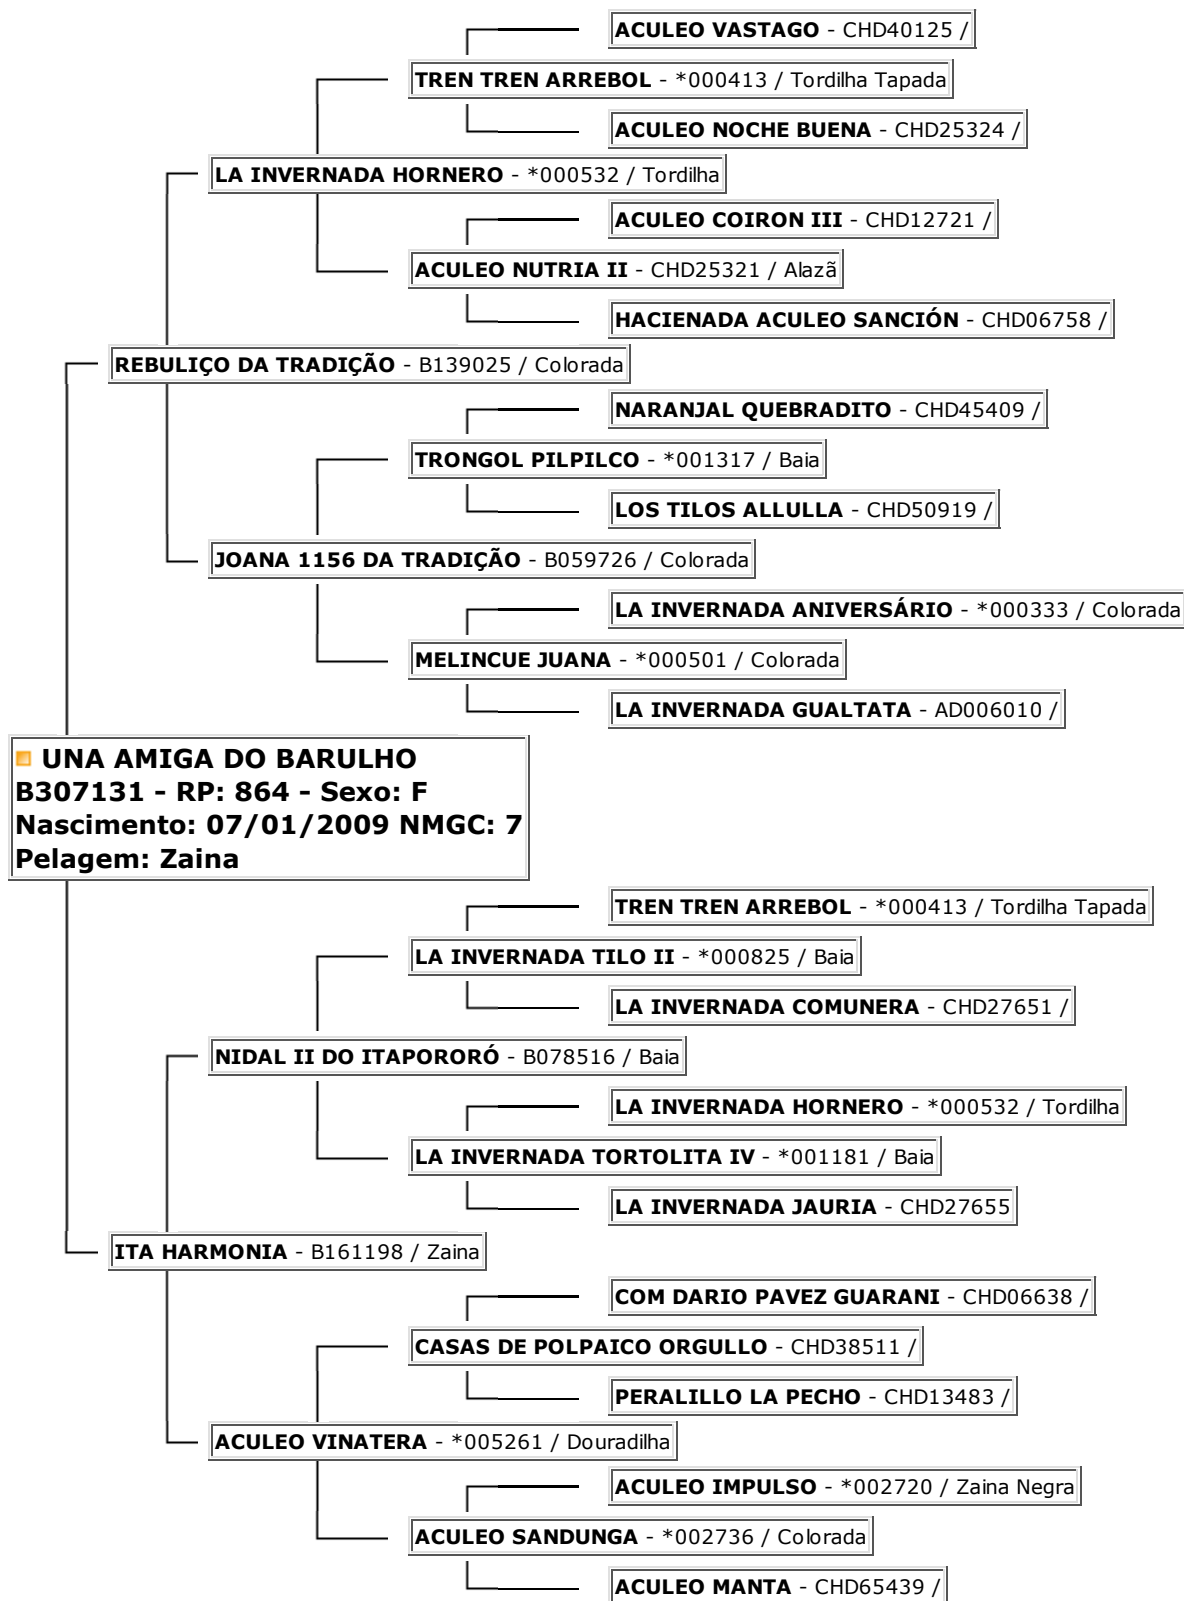 ACULEO VASTAGO - CHD40125 /
TREN TREN ARREBOL - *000413 / Tordilha Tapada
ACULEO NOCHE BUENA - CHD25324 /
LA INVERNADA HORNERO - *000532 / Tordilha
ACULEO COIRON III - CHD12721 /
ACULEO NUTRIA II - CHD25321 / Alazã
HACIENADA ACULEO SANCIÓN - CHD06758 /
REBULIÇO DA TRADIÇÃO - B139025 / Colorada
NARANJAL QUEBRADITO - CHD45409 /
TRONGOL PILPILCO - *001317 / Baia
LOS TILOS ALLULLA - CHD50919 /
JOANA 1156 DA TRADIÇÃO - B059726 / Colorada
LA INVERNADA ANIVERSÁRIO - *000333 / Colorada
MELINCUE JUANA - *000501 / Colorada
LA INVERNADA GUALTATA - AD006010 /
UNA AMIGA DO BARULHO
B307131 - RP: 864 - Sexo: F
Nascimento: 07/01/2009 NMGC: 7
Pelagem: Zaina
TREN TREN ARREBOL - *000413 / Tordilha Tapada
LA INVERNADA TILO II - *000825 / Baia
LA INVERNADA COMUNERA - CHD27651 /
NIDAL II DO ITAPORORÓ - B078516 / Baia
LA INVERNADA HORNERO - *000532 / Tordilha
LA INVERNADA TORTOLITA IV - *001181 / Baia
LA INVERNADA JAURIA - CHD27655
ITA HARMONIA - B161198 / Zaina
COM DARIO PAVEZ GUARANI - CHD06638 /
CASAS DE POLPAICO ORGULLO - CHD38511 /
PERALILLO LA PECHO - CHD13483 /
ACULEO VINATERA - *005261 / Douradilha
ACULEO IMPULSO - *002720 / Zaina Negra
ACULEO SANDUNGA - *002736 / Colorada
ACULEO MANTA - CHD65439 /